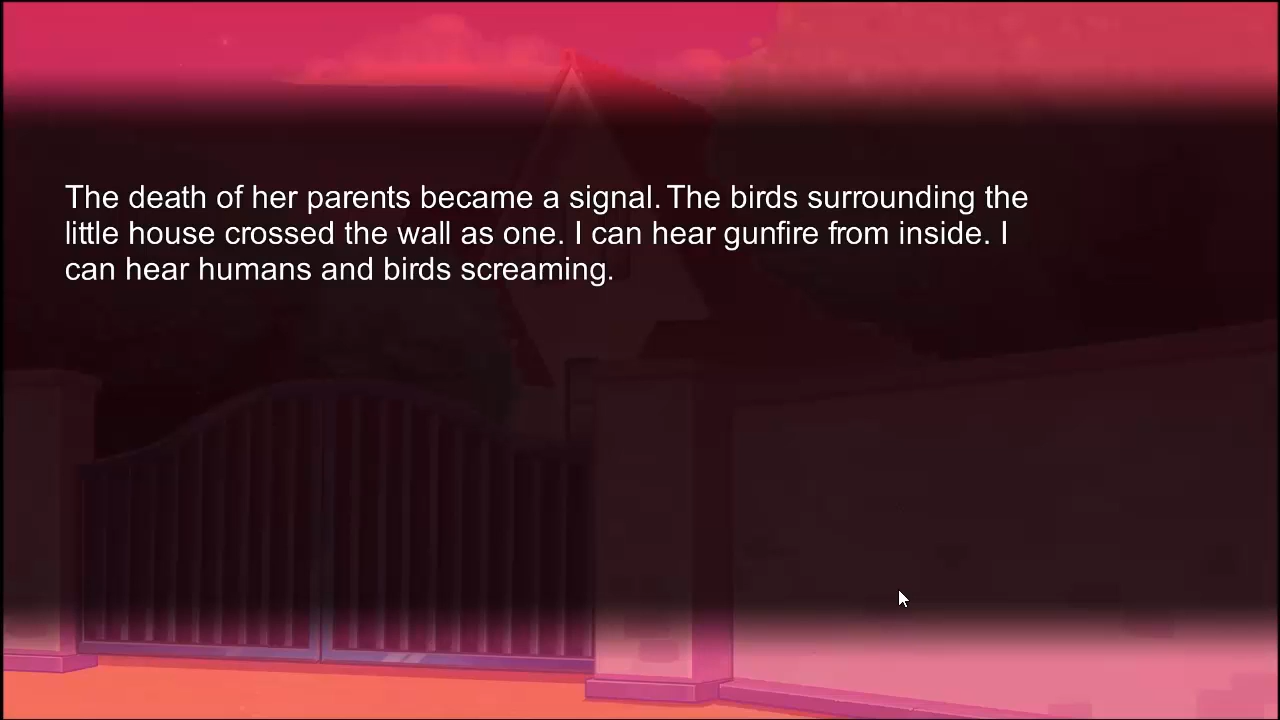 The death of her parents became a signal. The birds surrounding the
little house crossed the wall as one. I can hear gunfire from inside. I
can hear humans and birds screaming.